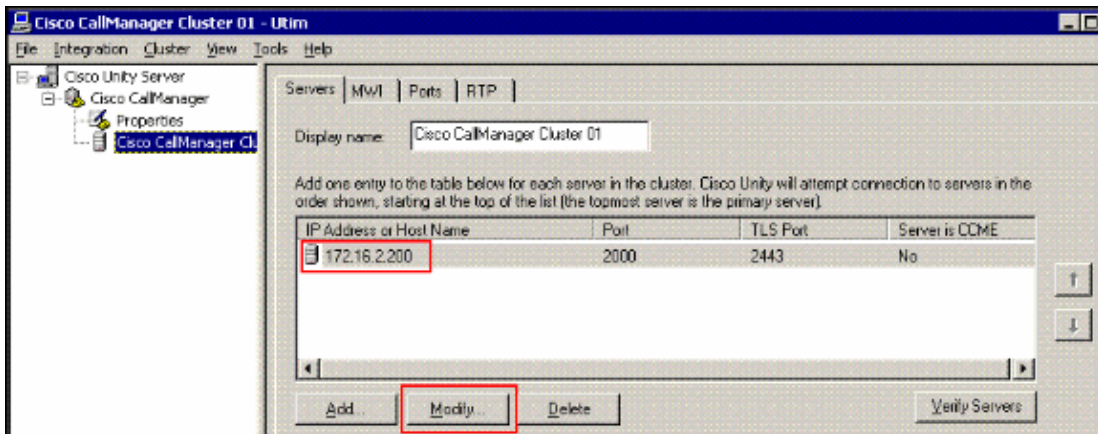 Cisco CallManager Cluster 01 - Utim
File Integration Cluster View Tools Help
Cisco Unity Server
Cisco CallManager
Properties
Cisco CallManager Cl
Servers MWI Ports RTP
Display name: Cisco CallManager Cluster 01
Add one entry to the table below for each server in the cluster. Cisco Unity will attempt connection to servers in the
order shown, starting at the top of the list (the topmost server is the primary server).
IP Address or Host Name Port TLS Port Server is CCME
172.16.2.200 2000 2443 No
Add... Modify... Delete Verify Servers